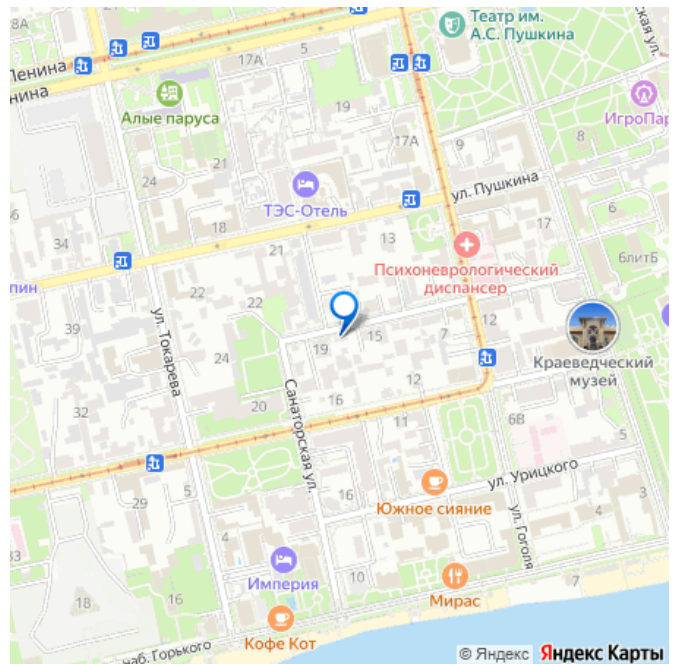 Театр им.
А.С. Пушкина
Ленина
нина
17А
5
Алые паруса
19
ИгроПар
17А
9
8
21
24
ул. Пушкина
6
ТЭС-Отель
18
17
34
13
21
Психоневрологический
диспансер
6литБ
пин
22
22
ул. Токарева
39
12
15
7
19
24
Краеведческий
музей
Санаторская ул.
12
32
20
16
11
6В
5
ул. Урицкого
29
5
16
Южное сияние
ул. Гоголя
4
3
33
4
Империя
10
7
18
16
Мирас
наб. Горького
Кофе Кот
© Яндекс Яндекс Карты